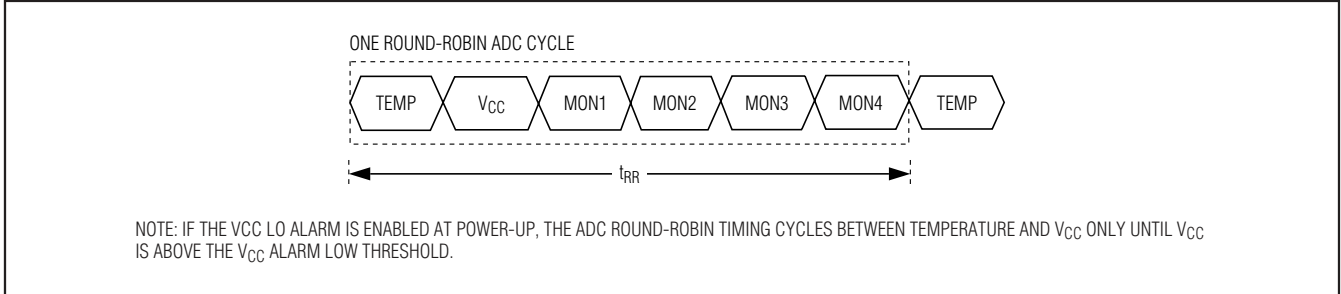 ONE ROUND-ROBIN ADC CYCLE
TEMP VCC MON1 MON2 MON3 MON4 TEMP
tRR
NOTE: IF THE VCC LO ALARM IS ENABLED AT POWER-UP, THE ADC ROUND-ROBIN TIMING CYCLES BETWEEN TEMPERATURE AND VCC ONLY UNTIL VCC
IS ABOVE THE VCC ALARM LOW THRESHOLD.